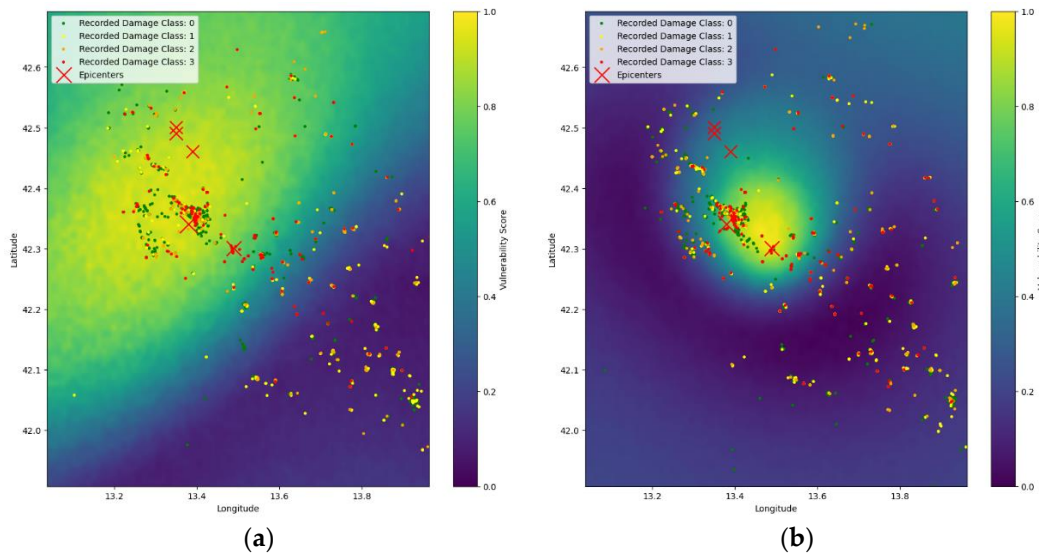 Recorded Damage Class: 0
Recorded Damage Class: 1
Recorded Damage Class: 2
Recorded Damage Class: 3
Epicenters
42.6
42.5
42.4
42.3
42.2
42.1
42.0
Latitude
13.2 13.4 13.6 13.8
Longitude
1.0
0.8
0.6
0.4
0.2
0.0
Vulnerability Score
(a)
Recorded Damage Class: 0
Recorded Damage Class: 1
Recorded Damage Class: 2
Recorded Damage Class: 3
Epicenters
42.6
42.5
42.4
42.3
42.2
42.1
42.0
Latitude
13.2 13.4 13.6 13.8
Longitude
1.0
0.8
0.6
0.4
0.2
0.0
(b)